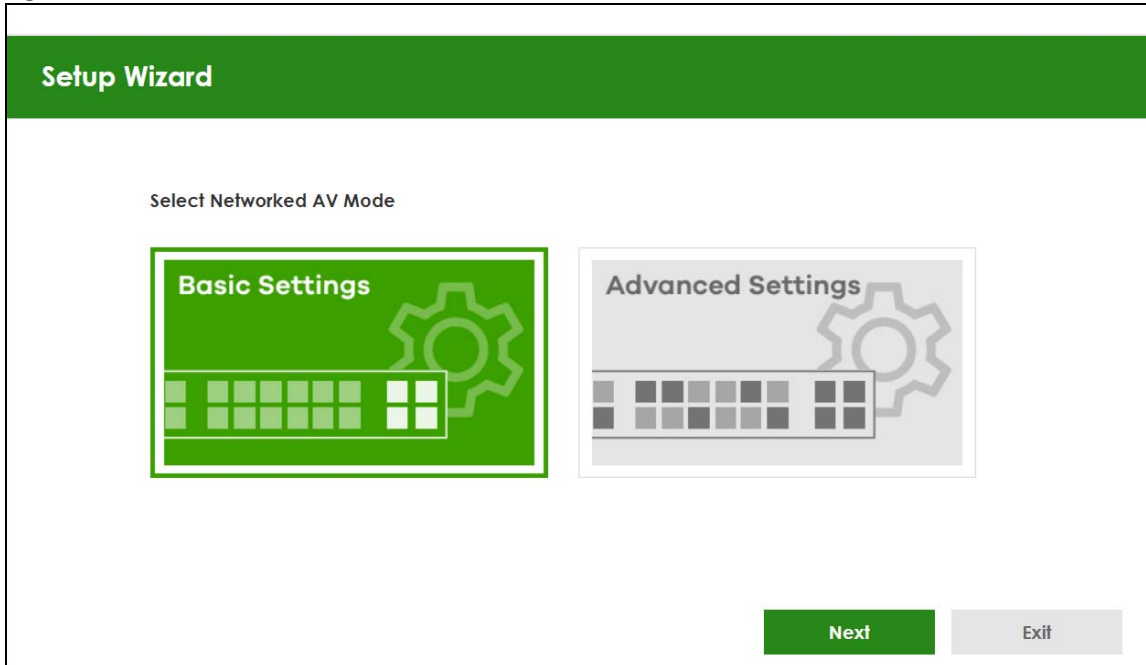 Setup Wizard
Select Networked AV Mode
Basic Settings
Advanced Settings
Next
Exit